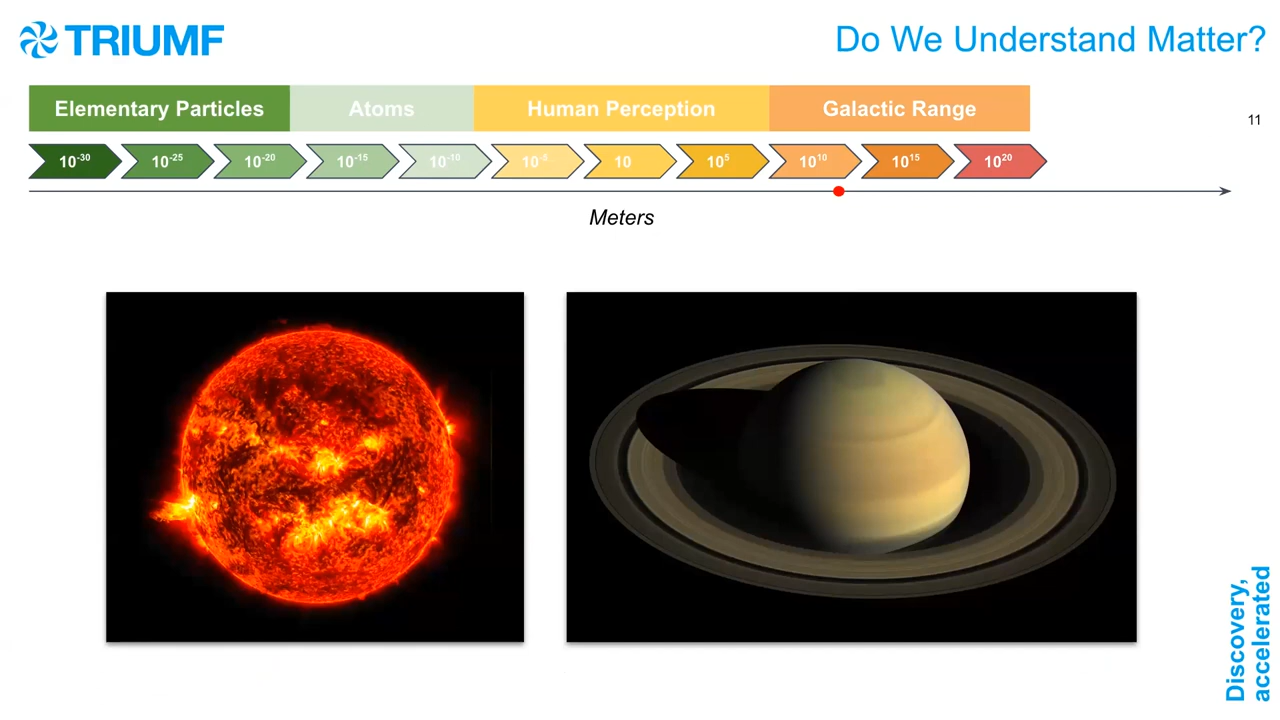 TRIUMF
Do We Understand Matter?
Elementary Particles Atoms Human Perception Galactic Range
11
10⁻³⁰ 10⁻²⁵ 10⁻²⁰ 10⁻¹⁵ 10⁻¹⁰ 10⁻⁵ 10 10⁵ 10¹⁰ 10¹⁵ 10²⁰
Meters
Discovery,
accelerated